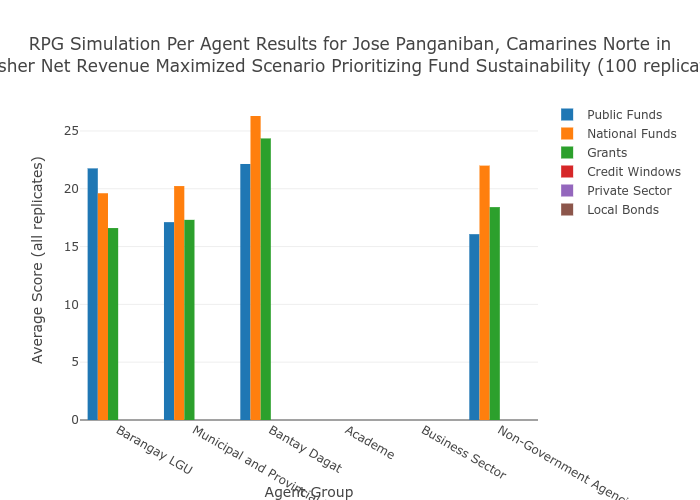 RPG Simulation Per Agent Results for Jose Panganiban, Camarines Norte in
sher Net Revenue Maximized Scenario Prioritizing Fund Sustainability (100 replica
Public Funds
National Funds
Grants
Credit Windows
Private Sector
Local Bonds
Average Score (all replicates)
25
20
15
10
5
0
Barangay LGU
Municipal and Provincial
Bantay Dagat
Academe
Business Sector
Non-Government Agenci
Agent Group